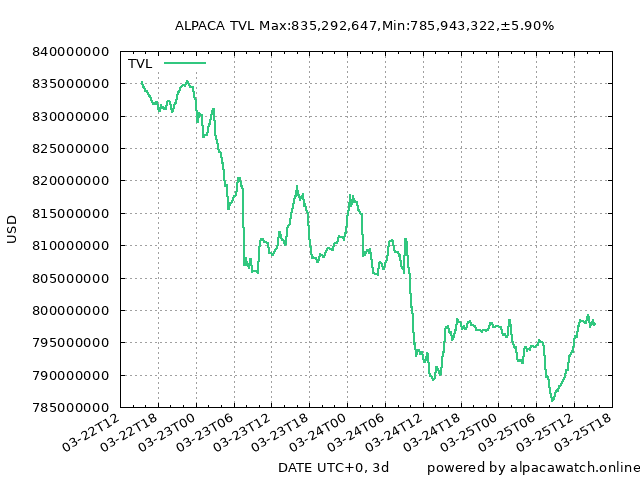 ALPACA TVL Max:835,292,647,Min:785,943,322,±5.90%
840000000
835000000
830000000
825000000
820000000
815000000
810000000
805000000
800000000
795000000
790000000
785000000
USD
TVL
03-22T12
03-22T18
03-23T00
03-23T06
03-23T12
03-23T18
03-24T00
03-24T06
03-24T12
03-24T18
03-25T00
03-25T06
03-25T12
03-25T18
DATE UTC+0, 3d
powered by alpacawatch.online